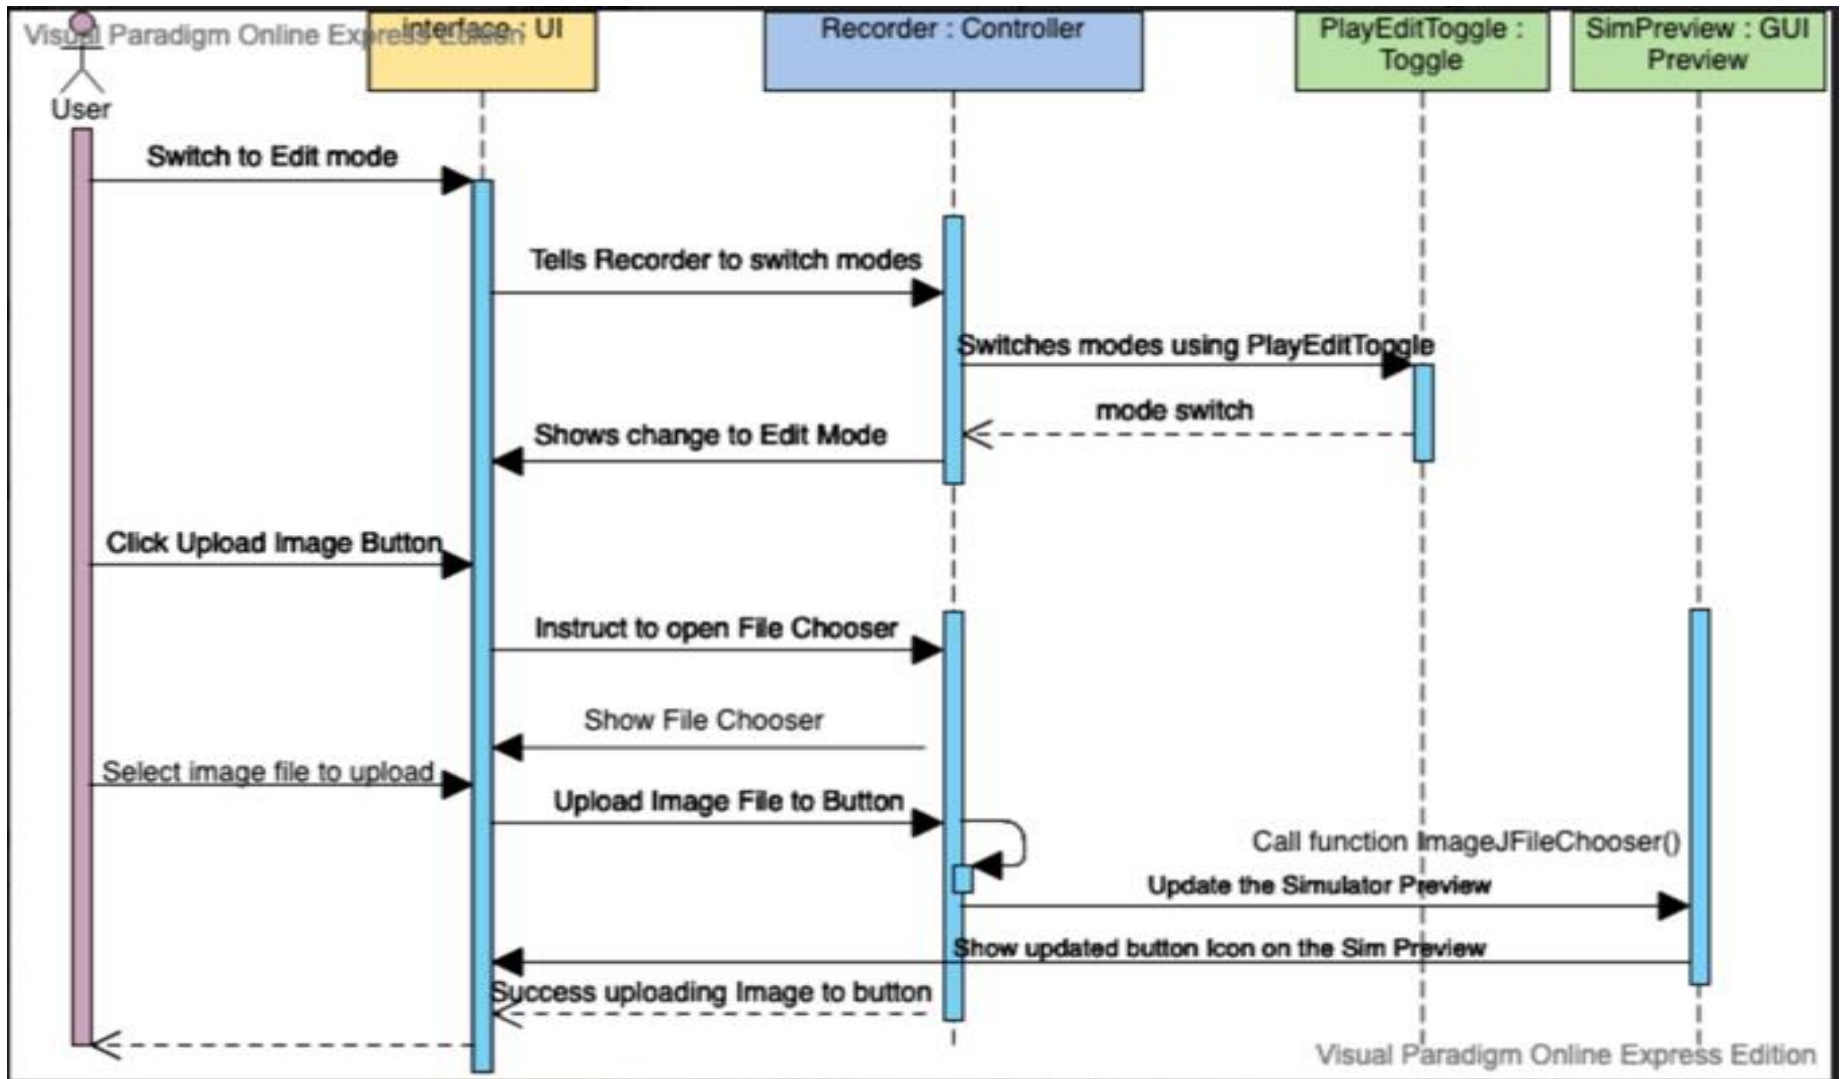 Visual Paradigm Online Express Edition
interface : UI
Recorder : Controller
PlayEditToggle :
Toggle
SimPreview : GUI
Preview
User
Switch to Edit mode
Tells Recorder to switch modes
Switches modes using PlayEditToggle
mode switch
Shows change to Edit Mode
Click Upload Image Button
Instruct to open File Chooser
Show File Chooser
Select image file to upload
Upload Image File to Button
Call function ImageJFileChooser()
Update the Simulator Preview
Show updated button Icon on the Sim Preview
Success uploading Image to button
Visual Paradigm Online Express Edition